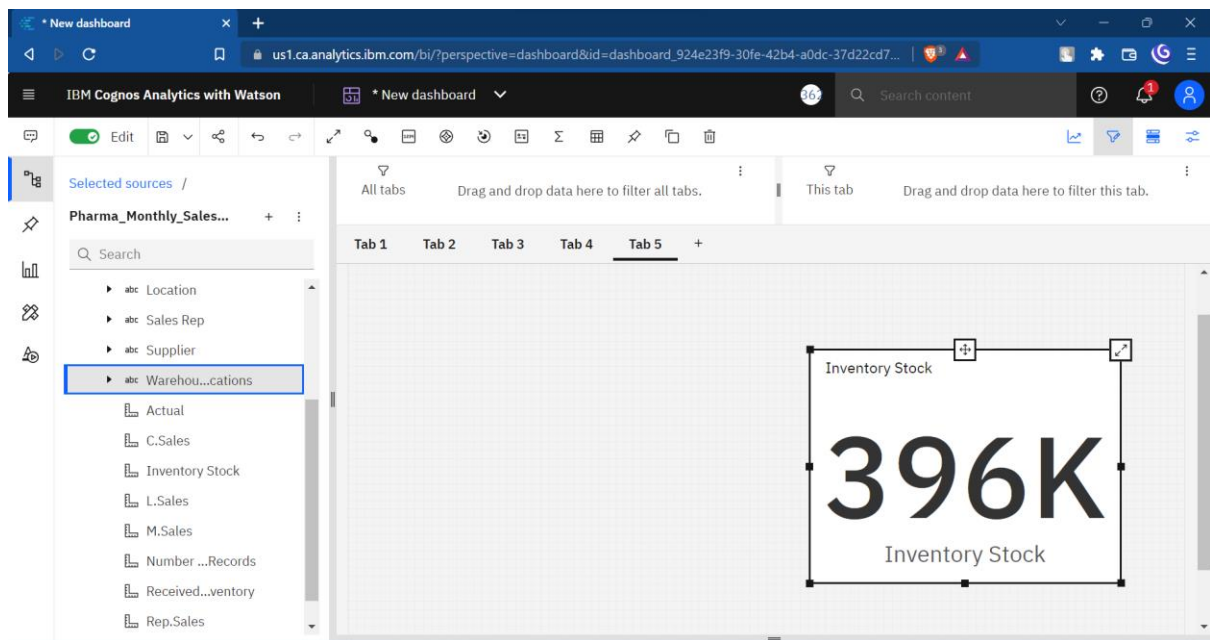 * New dashboard
us1.ca.analytics.ibm.com/bi/?perspective=dashboard&id=dashboard_924e23f9-30fe-42b4-a0dc-37d22cd7...
IBM Cognos Analytics with Watson
* New dashboard
362
Search content
1
Edit
Selected sources /
Pharma_Monthly_Sales...
Search
abc Location
abc Sales Rep
abc Supplier
abc Warehou...cations
Actual
C.Sales
Inventory Stock
L.Sales
M.Sales
Number ...Records
Received...ventory
Rep.Sales
All tabs
Drag and drop data here to filter all tabs.
This tab
Drag and drop data here to filter this tab.
Tab 1 Tab 2 Tab 3 Tab 4 Tab 5 +
Inventory Stock
396K
Inventory Stock